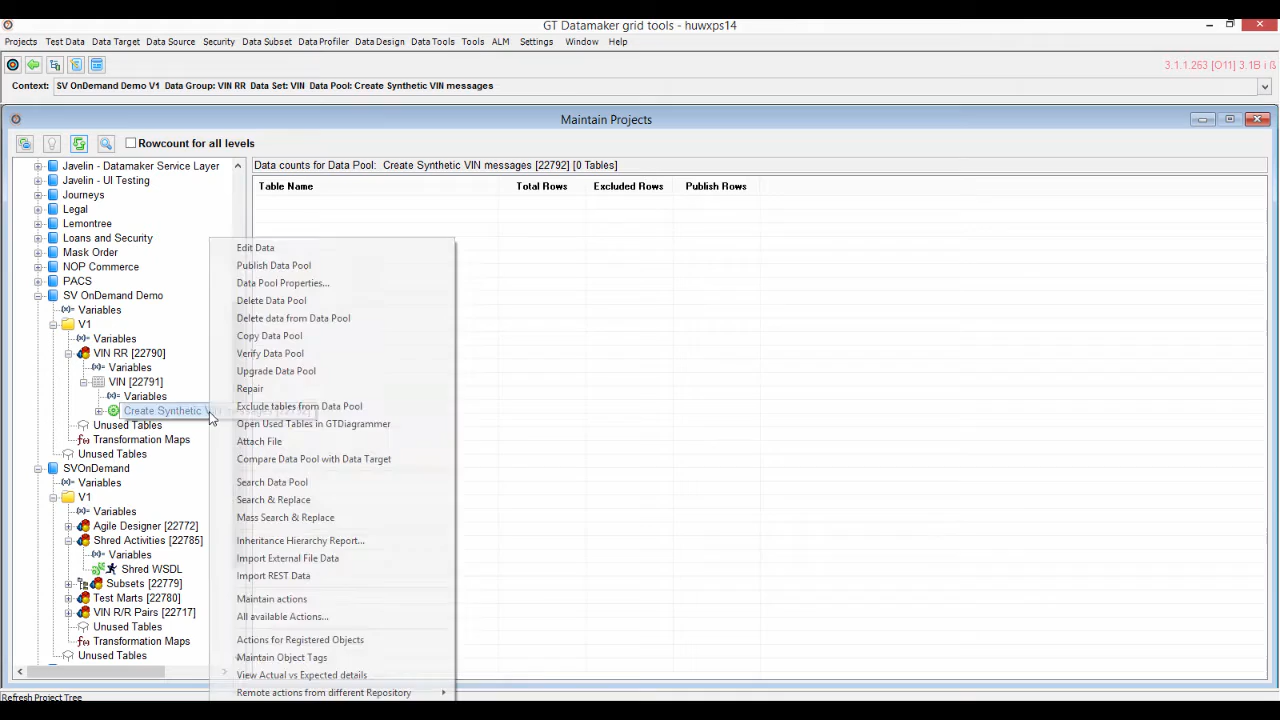 GT Datamaker grid tools - huwxps14
Projects Test Data Data Target Data Source Security Data Subset Data Profiler Data Design Data Tools Tools ALM Settings Window Help
3.1.1.263 [O11] 3.1B i ß
Context: SV OnDemand Demo V1 Data Group: VIN RR Data Set: VIN Data Pool: Create Synthetic VIN messages
Maintain Projects
Rowcount for all levels
Javelin - Datamaker Service Layer
Javelin - UI Testing
Journeys
Legal
Lemontree
Loans and Security
Mask Order
NOP Commerce
PACS
SV OnDemand Demo
Variables
V1
Variables
VIN RR [22790]
Variables
VIN [22791]
Variables
Create Synthetic
Unused Tables
Transformation Maps
Unused Tables
SVOnDemand
Variables
V1
Variables
Agile Designer [22772]
Shred Activities [22785]
Variables
Shred WSDL
Subsets [22779]
Test Marts [22780]
VIN R/R Pairs [22717]
Unused Tables
Transformation Maps
Unused Tables
Data counts for Data Pool: Create Synthetic VIN messages [22792] [0 Tables]
Table Name Total Rows Excluded Rows Publish Rows
Edit Data
Publish Data Pool
Data Pool Properties...
Delete Data Pool
Delete data from Data Pool
Copy Data Pool
Verify Data Pool
Upgrade Data Pool
Repair
Exclude tables from Data Pool
Open Used Tables in GTDiagrammer
Attach File
Compare Data Pool with Data Target
Search Data Pool
Search & Replace
Mass Search & Replace
Inheritance Hierarchy Report...
Import External File Data
Import REST Data
Maintain actions
All available Actions...
Actions for Registered Objects
Maintain Object Tags
View Actual vs Expected details
Remote actions from different Repository
Refresh Project Tree